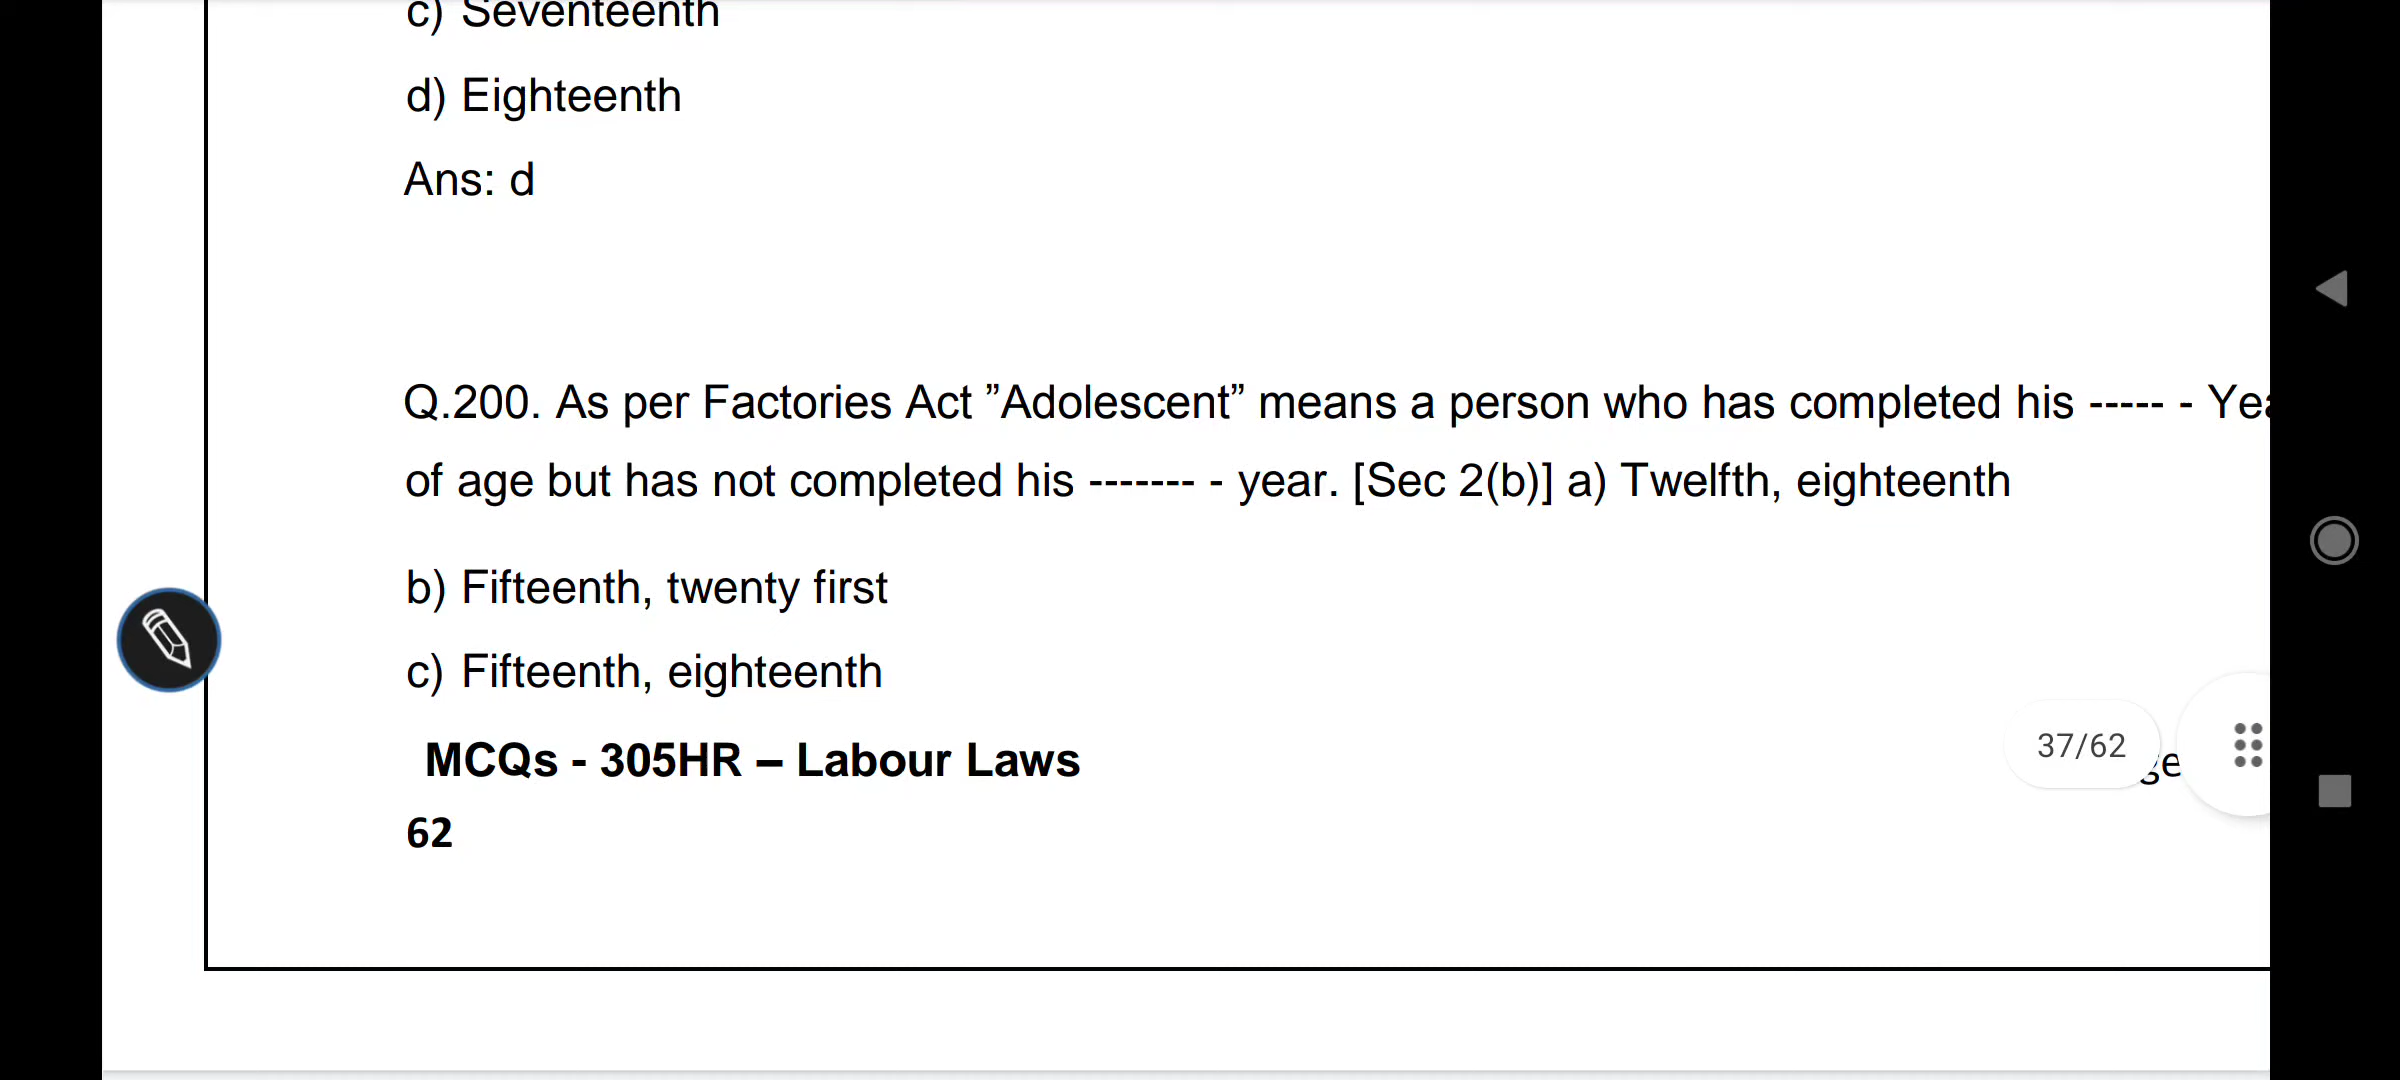 c) Seventeenth
d) Eighteenth
Ans: d
Q.200. As per Factories Act ”Adolescent” means a person who has completed his ----- -
of age but has not completed his ------- - year. [Sec 2(b)] a) Twelfth, eighteenth
b) Fifteenth, twenty first
c) Fifteenth, eighteenth
MCQs - 305HR – Labour Laws
37/62
62